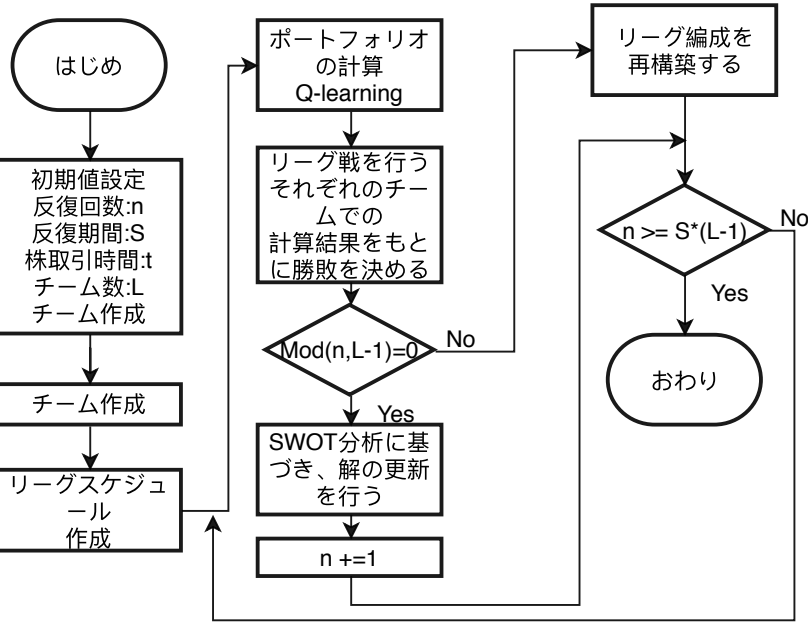 はじめ
初期値設定
反復回数:n
反復期間:S
株取引時間:t
チーム数:L
チーム作成
チーム作成
リーグスケジュ
ール
作成
ポートフォリオ
の計算
Q-learning
リーグ戦を行う
それぞれのチー
ムでの
計算結果をもと
に勝敗を決める
Mod(n,L-1)=0
No
Yes
SWOT分析に基
づき、解の更新
を行う
n +=1
リーグ編成を
再構築する
n >= S*(L-1)
No
Yes
おわり